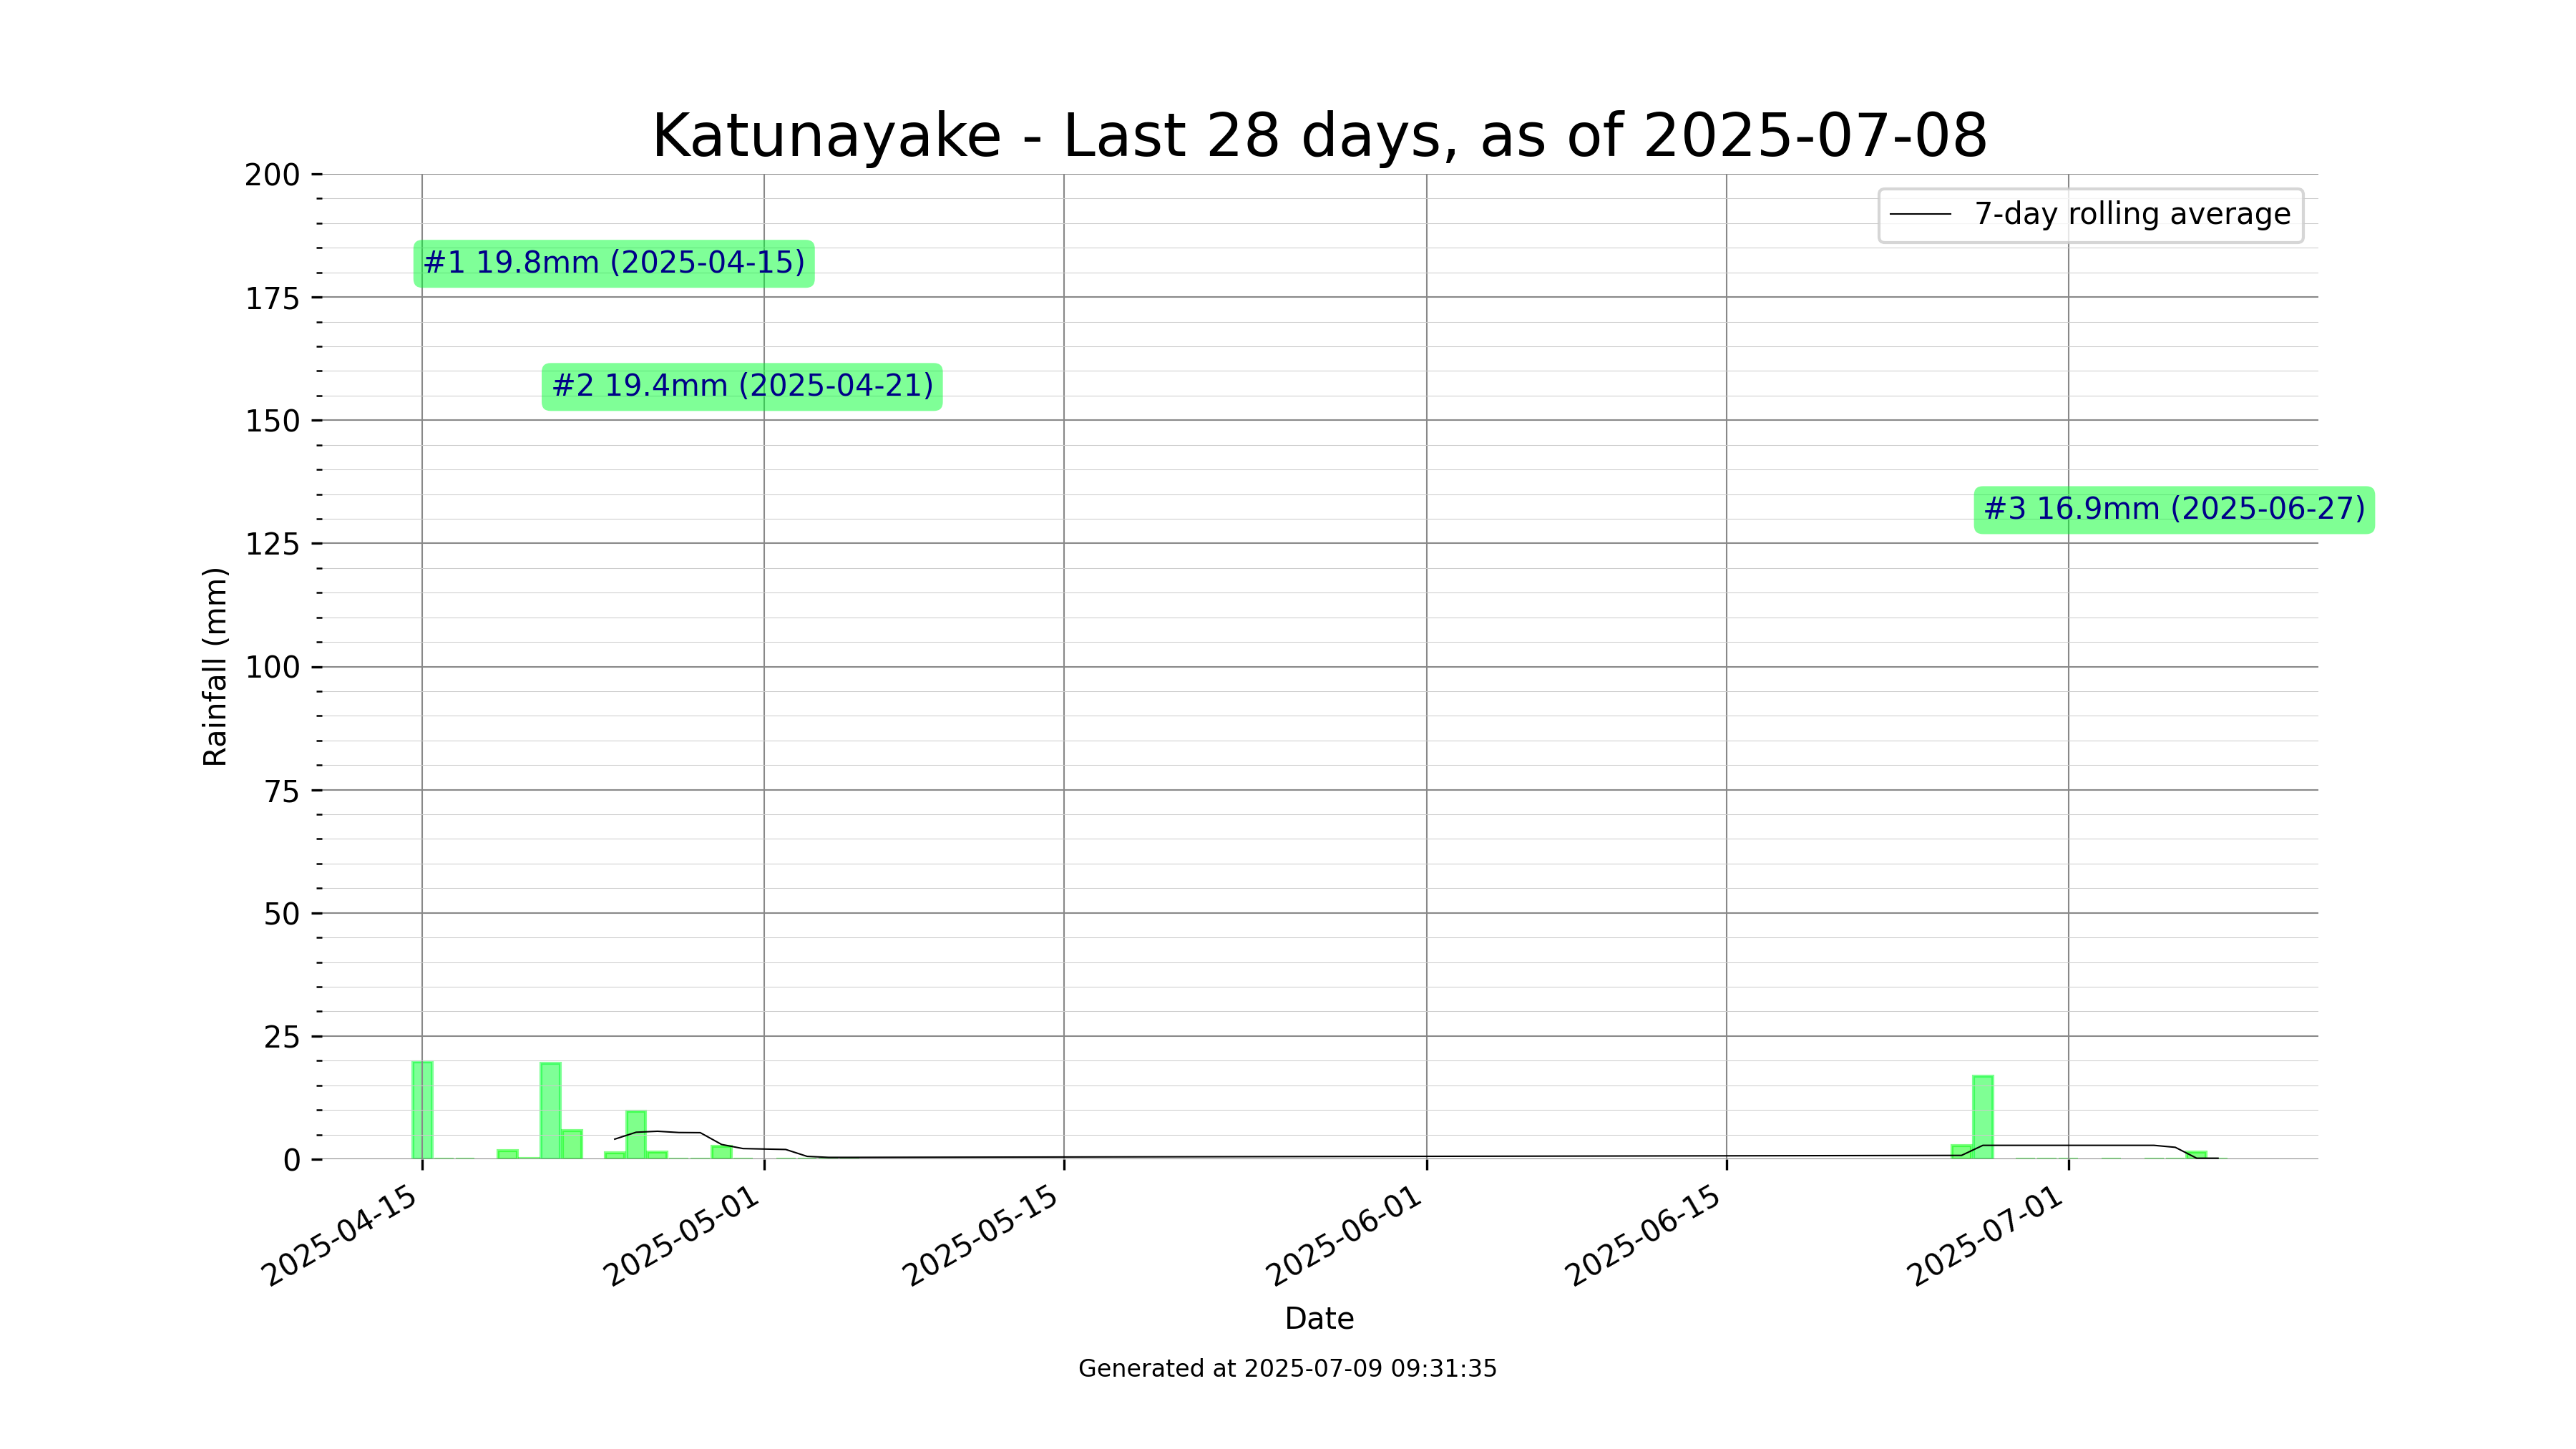 Katunayake - Last 28 days, as of 2025-07-08
200
175
150
125
100
75
50
25
0
Rainfall (mm)
7-day rolling average
#1 19.8mm (2025-04-15)
#2 19.4mm (2025-04-21)
#3 16.9mm (2025-06-27)
2025-04-15
2025-05-01
2025-05-15
2025-06-01
2025-06-15
2025-07-01
Date
Generated at 2025-07-09 09:31:35